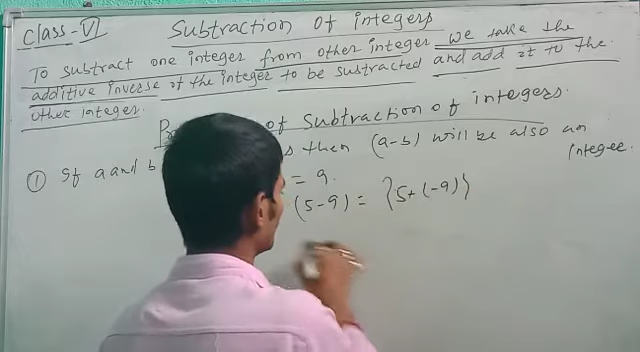 Class-VI
Subtraction of integers
To subtract one integer from other integer we take the
additive inverse of the integer to be sustracted and add it to the
other integer.
of Subtraction of integers.
① If a and b then (a-b) will be also an
integer.
= 9.
(5-9) = {5+(-9)}